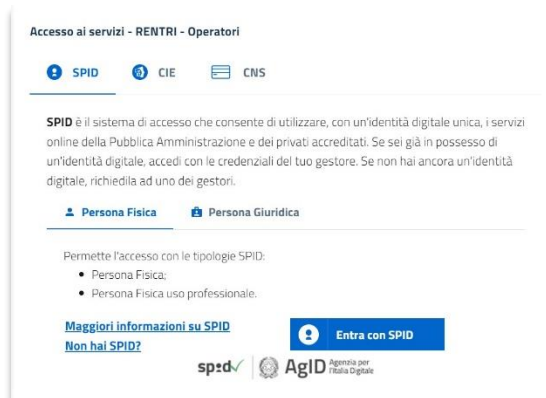 Accesso ai servizi - RENTRI - Operatori
SPID CIE CNS
SPID è il sistema di accesso che consente di utilizzare, con un'identità digitale unica, i servizi
online della Pubblica Amministrazione e dei privati accreditati. Se sei già in possesso di
un'identità digitale, accedi con le credenziali del tuo gestore. Se non hai ancora un'identità
digitale, richiedila ad uno dei gestori.
Persona Fisica Persona Giuridica
Permette l'accesso con le tipologie SPID:
Persona Fisica;
Persona Fisica uso professionale.
Maggiori informazioni su SPID
Entra con SPID
Non hai SPID?
sp:d AgID Agenzia per
l'Italia Digitale